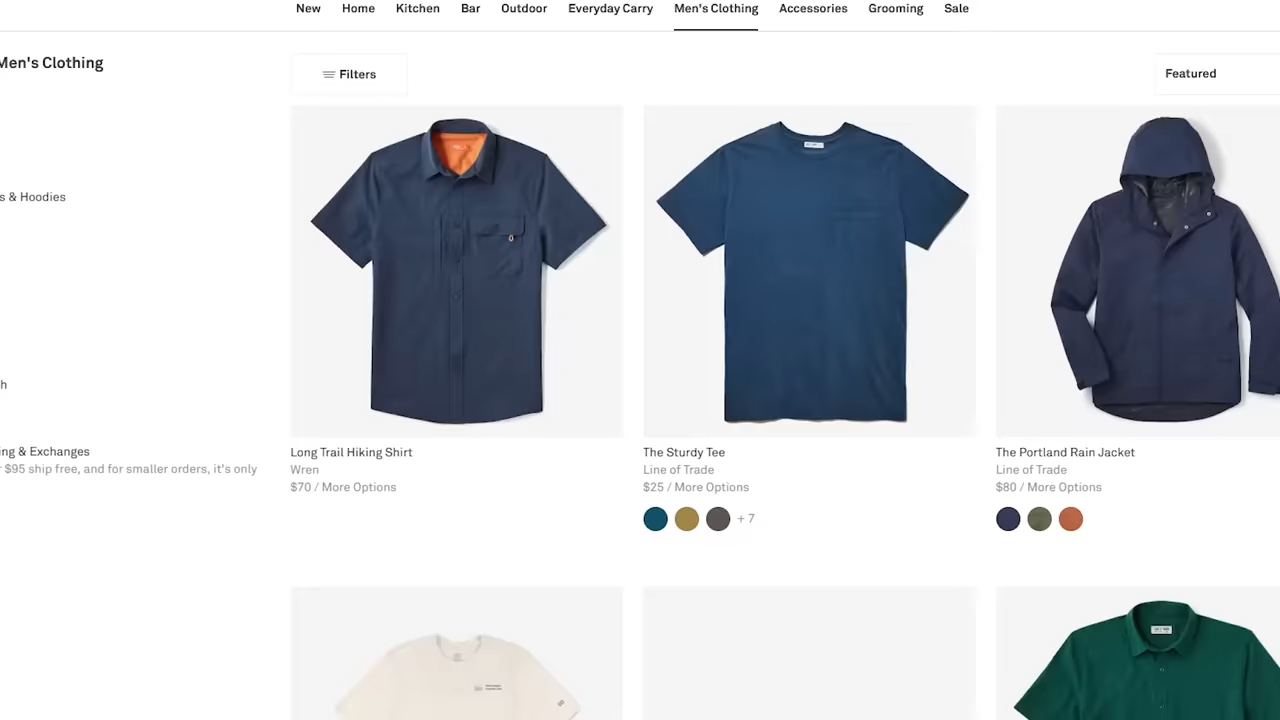 New Home Kitchen Bar Outdoor Everyday Carry Men's Clothing Accessories Grooming Sale
Men's Clothing
Filters
Featured
s & Hoodies
h
ing & Exchanges
r $95 ship free, and for smaller orders, it's only
Long Trail Hiking Shirt
Wren
$70 / More Options
The Sturdy Tee
Line of Trade
$25 / More Options
+ 7
The Portland Rain Jacket
Line of Trade
$80 / More Options